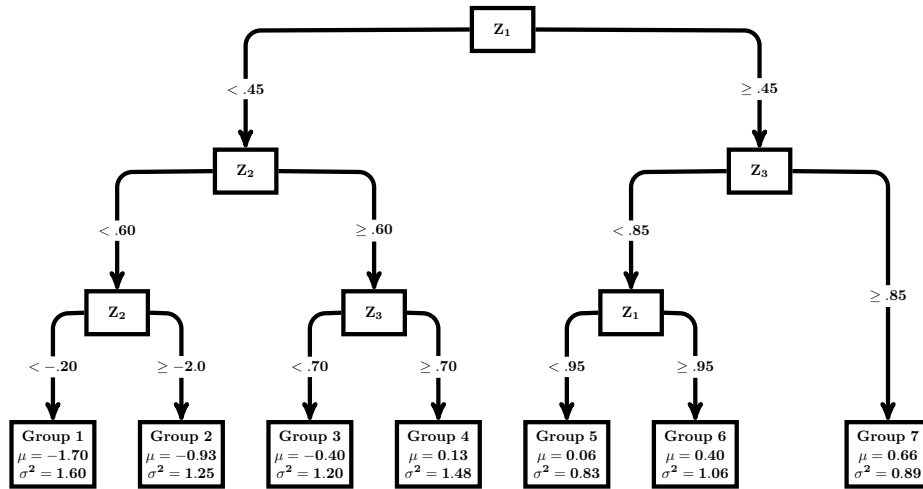 Z₁
< .45
≥ .45
Z₂
Z₃
< .60
≥ .60
< .85
≥ .85
Z₂
Z₃
Z₁
< −.20
≥ −2.0
< .70
≥ .70
< .95
≥ .95
Group 1
μ = −1.70
σ² = 1.60
Group 2
μ = −0.93
σ² = 1.25
Group 3
μ = −0.40
σ² = 1.20
Group 4
μ = 0.13
σ² = 1.48
Group 5
μ = 0.06
σ² = 0.83
Group 6
μ = 0.40
σ² = 1.06
Group 7
μ = 0.66
σ² = 0.89